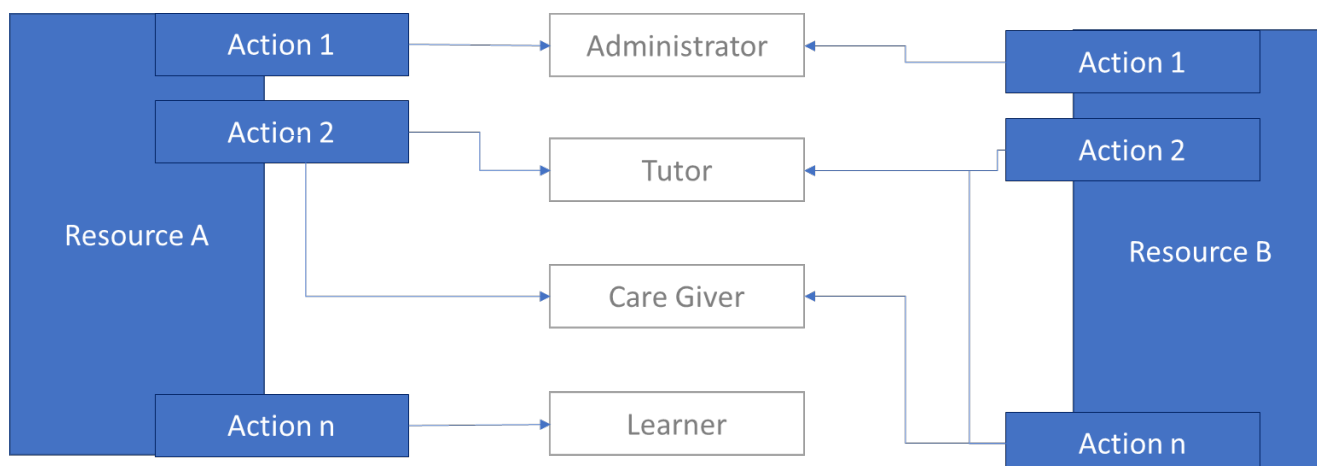 Action 1
Administrator
Action 1
Action 2
Tutor
Action 2
Resource A
Resource B
Care Giver
Action n
Learner
Action n